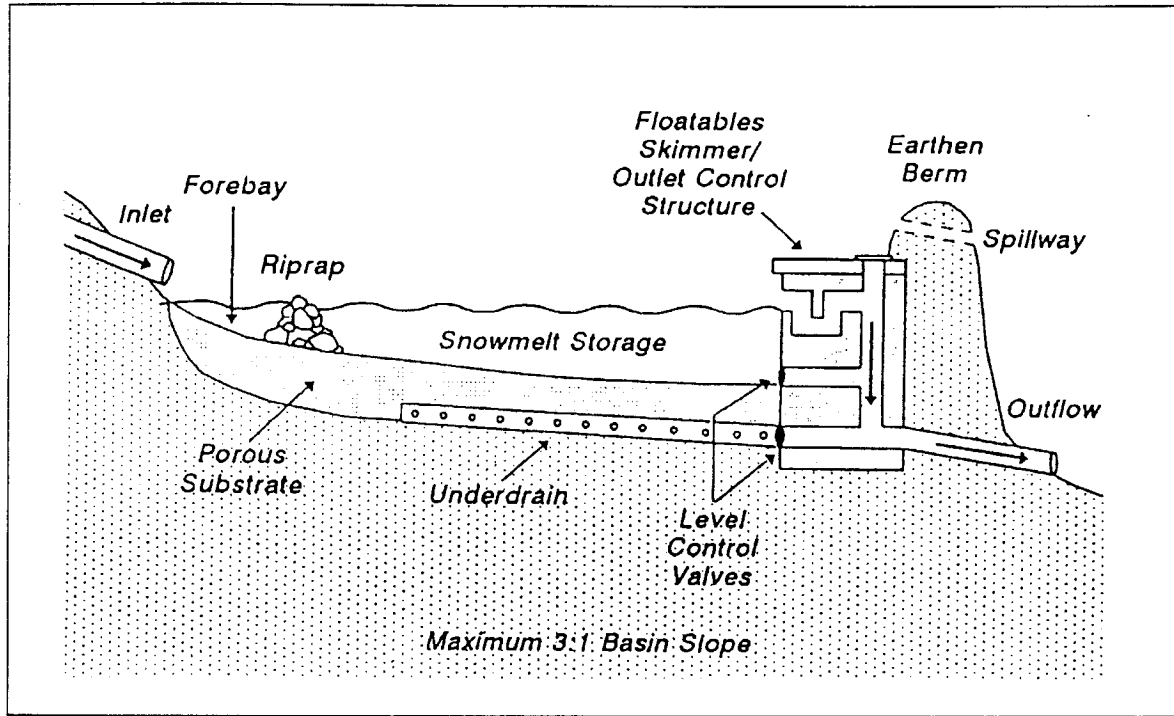 Floatables
Skimmer/
Outlet Control
Structure
Earthen
Berm
Forebay
Inlet
Spillway
Riprap
Snowmelt Storage
Outflow
Porous
Substrate
Underdrain
Level
Control
Valves
Maximum 3:1 Basin Slope